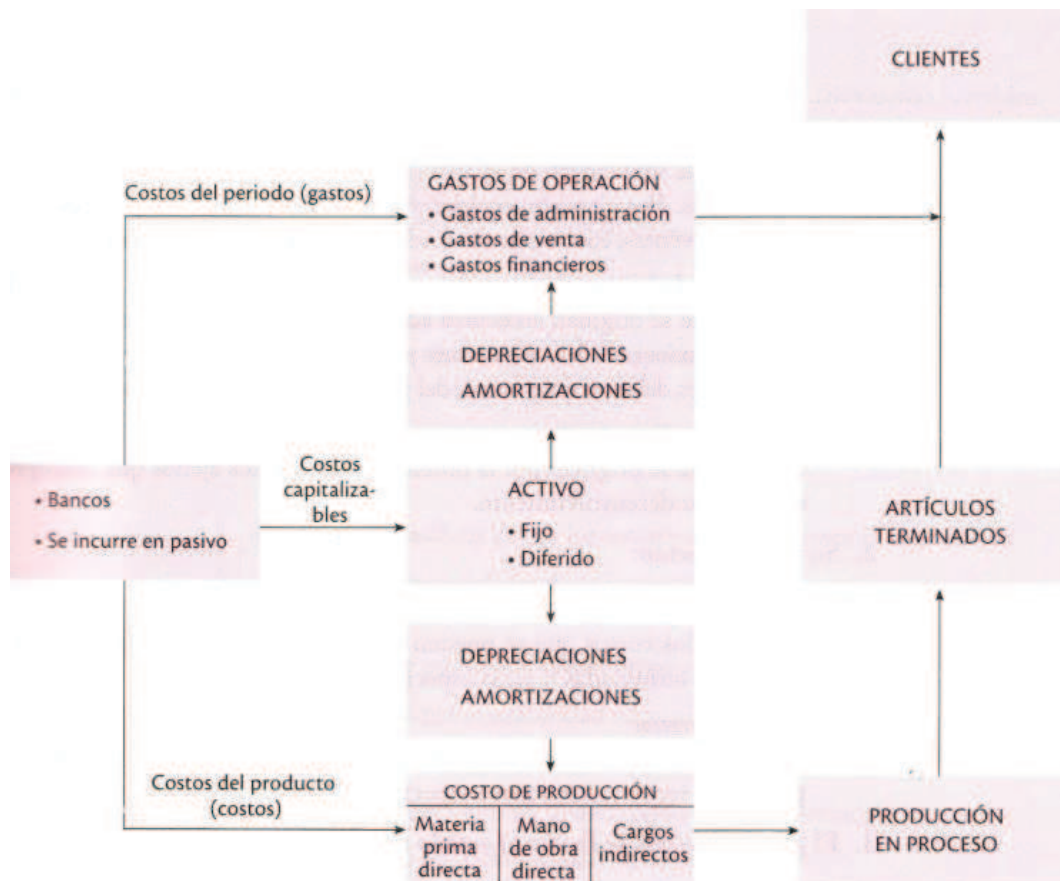 CLIENTES
Costos del periodo (gastos)
GASTOS DE OPERACIÓN
• Gastos de administración
• Gastos de venta
• Gastos financieros
DEPRECIACIONES
AMORTIZACIONES
• Bancos
• Se incurre en pasivo
Costos
capitaliza-
bles
ACTIVO
• Fijo
• Diferido
ARTÍCULOS
TERMINADOS
DEPRECIACIONES
AMORTIZACIONES
Costos del producto
(costos)
COSTO DE PRODUCCIÓN
Materia
prima
directa
Mano
de obra
directa
Cargos
indirectos
PRODUCCIÓN
EN PROCESO